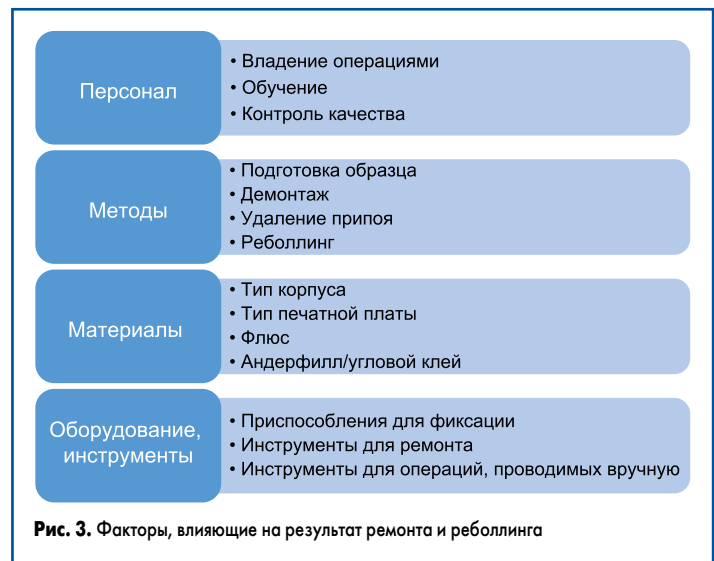 Персонал
• Владение операциями
• Обучение
• Контроль качества
Методы
• Подготовка образца
• Демонтаж
• Удаление припоя
• Реболлинг
Материалы
• Тип корпуса
• Тип печатной платы
• Флюс
• Андерфилл/угловой клей
Оборудование,
инструменты
• Приспособления для фиксации
• Инструменты для ремонта
• Инструменты для операций, проводимых вручную
Рис. 3. Факторы, влияющие на результат ремонта и реболлинга